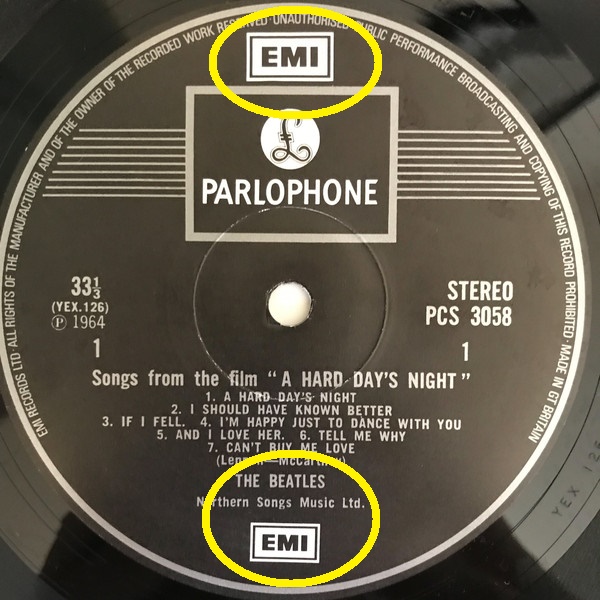 EMI RECORDS LTD ALL RIGHTS OF THE MANUFACTURER AND OF THE OWNER OF THE RECORDED WORK RESERVED UNAUTHORISED PUBLIC PERFORMANCE BROADCASTING AND COPYING OF THIS RECORD PROHIBITED · MADE IN GT BRITAIN
EMI
£
PARLOPHONE
33⅓
(YEX.126)
Ⓟ 1964
1
STEREO
PCS 3058
1
Songs from the film "A HARD DAY'S NIGHT"
1. A HARD DAY'S NIGHT
2. I SHOULD HAVE KNOWN BETTER
3. IF I FELL. 4. I'M HAPPY JUST TO DANCE WITH YOU
5. AND I LOVE HER. 6. TELL ME WHY
7. CAN'T BUY ME LOVE
(Lennon—McCartney)
THE BEATLES
Northern Songs Music Ltd.
EMI
YEX 126